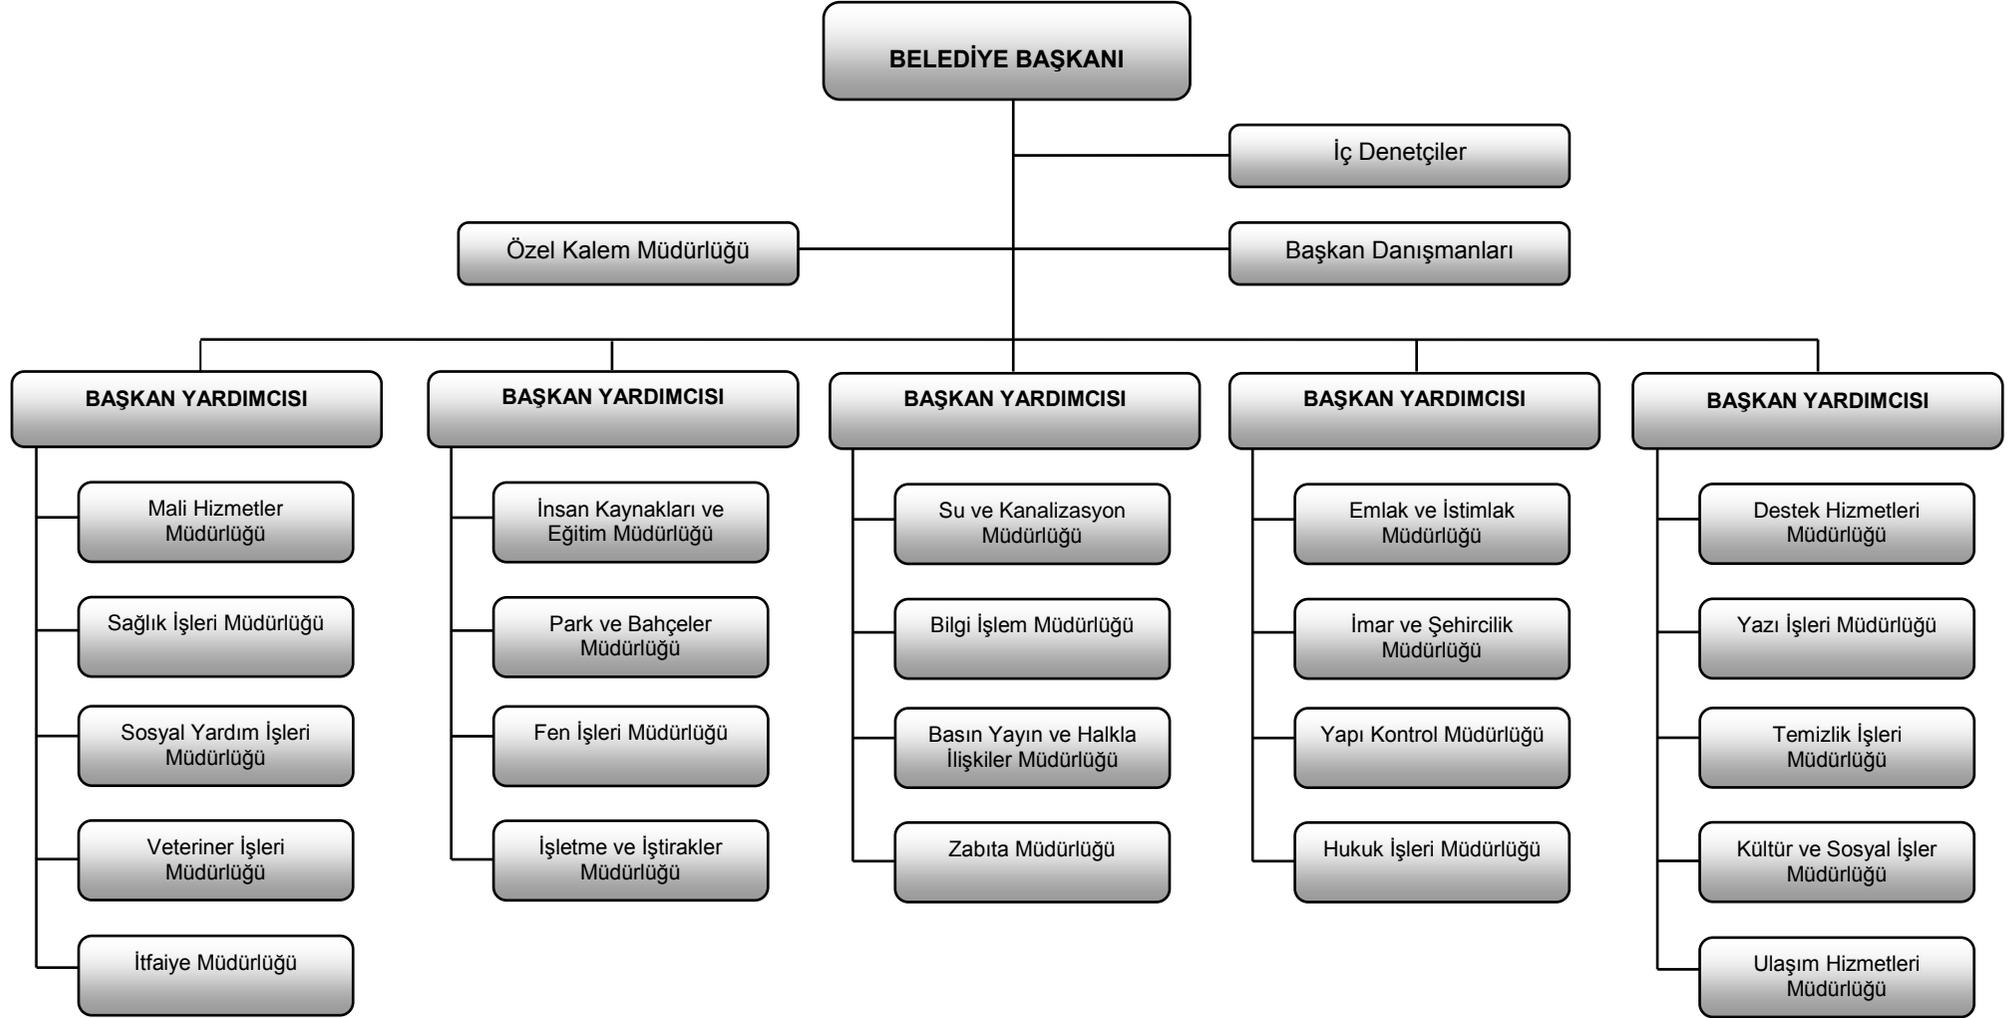 BELEDİYE BAŞKANI
İç Denetçiler
Özel Kalem Müdürlüğü
Başkan Danışmanları
BAŞKAN YARDIMCISI
Mali Hizmetler
Müdürlüğü
Sağlık İşleri Müdürlüğü
Sosyal Yardım İşleri
Müdürlüğü
Veteriner İşleri
Müdürlüğü
İtfaiye Müdürlüğü
BAŞKAN YARDIMCISI
İnsan Kaynakları ve
Eğitim Müdürlüğü
Park ve Bahçeler
Müdürlüğü
Fen İşleri Müdürlüğü
İşletme ve İştirakler
Müdürlüğü
BAŞKAN YARDIMCISI
Su ve Kanalizasyon
Müdürlüğü
Bilgi İşlem Müdürlüğü
Basın Yayın ve Halkla
İlişkiler Müdürlüğü
Zabıta Müdürlüğü
BAŞKAN YARDIMCISI
Emlak ve İstimlak
Müdürlüğü
İmar ve Şehircilik
Müdürlüğü
Yapı Kontrol Müdürlüğü
Hukuk İşleri Müdürlüğü
BAŞKAN YARDIMCISI
Destek Hizmetleri
Müdürlüğü
Yazı İşleri Müdürlüğü
Temizlik İşleri
Müdürlüğü
Kültür ve Sosyal İşler
Müdürlüğü
Ulaşım Hizmetleri
Müdürlüğü